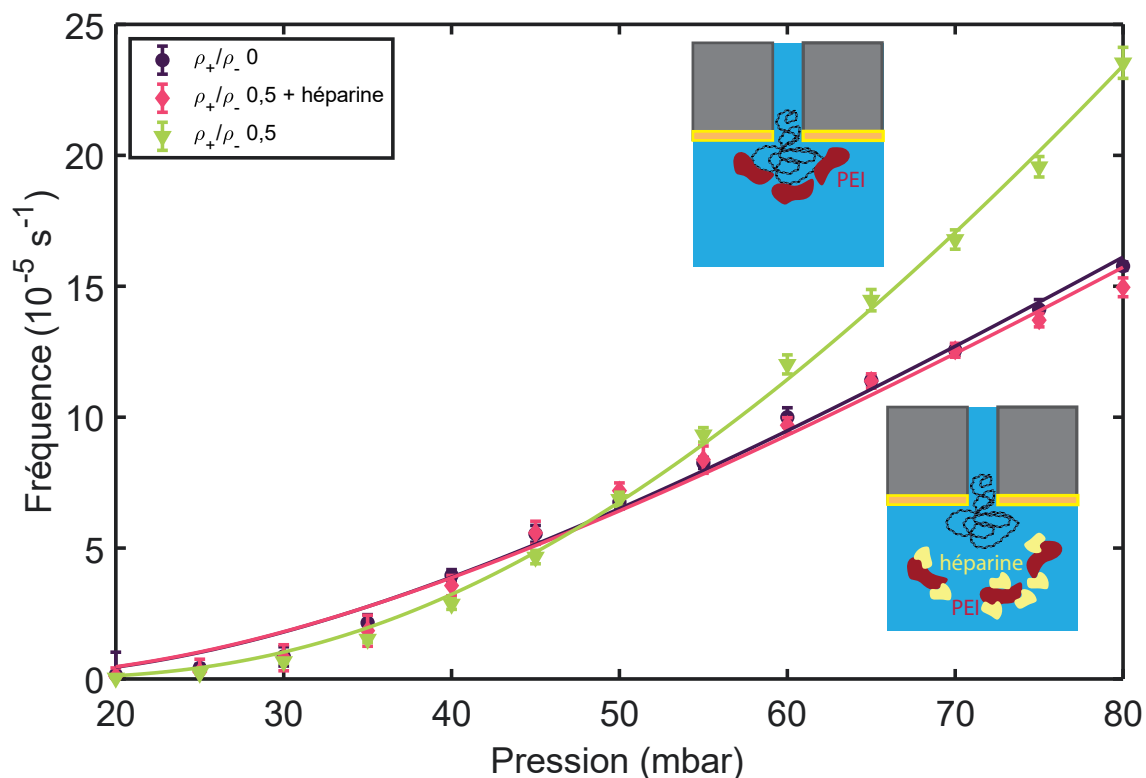 25
20
15
10
5
0
Fréquence (10⁻⁵ s⁻¹)
ρ₊/ρ₋ 0
ρ₊/ρ₋ 0,5 + héparine
ρ₊/ρ₋ 0,5
PEI
héparine
PEI
20 30 40 50 60 70 80
Pression (mbar)